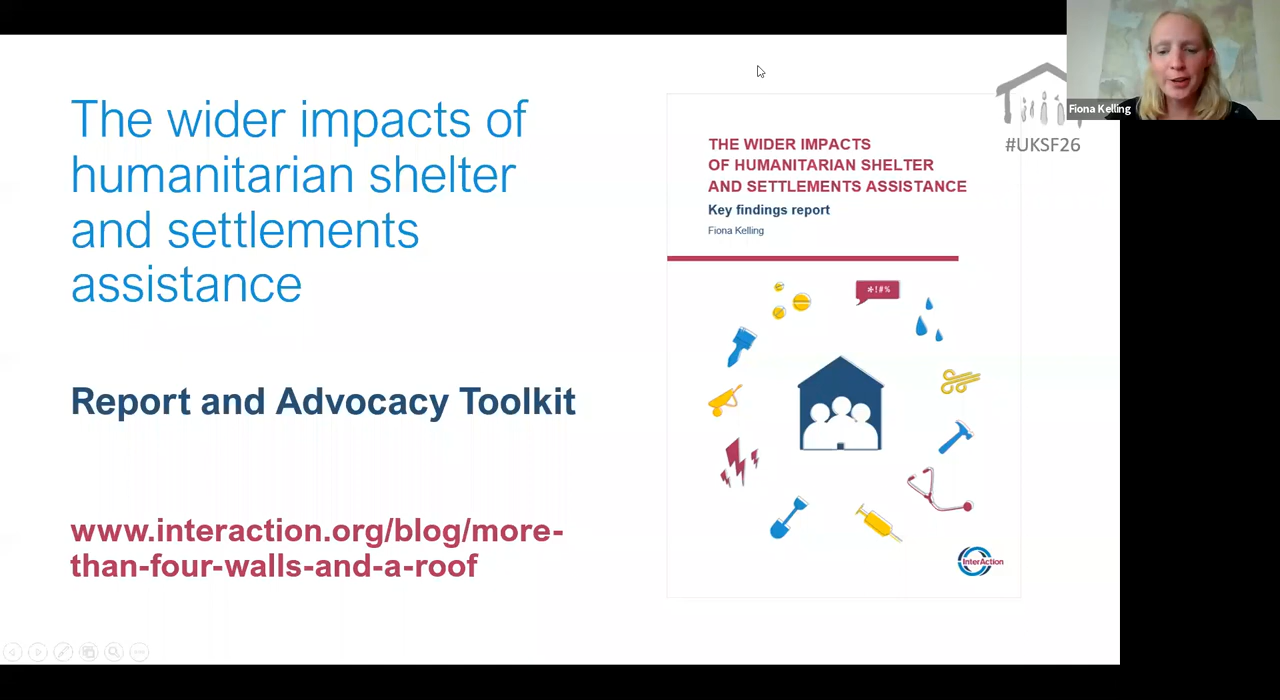 The wider impacts of
humanitarian shelter
and settlements
assistance
Report and Advocacy Toolkit
www.interaction.org/blog/more-
than-four-walls-and-a-roof
THE WIDER IMPACTS
OF HUMANITARIAN SHELTER
AND SETTLEMENTS ASSISTANCE
Key findings report
Fiona Kelling
*!#%
InterAction
#UKSF26
Fiona Kelling